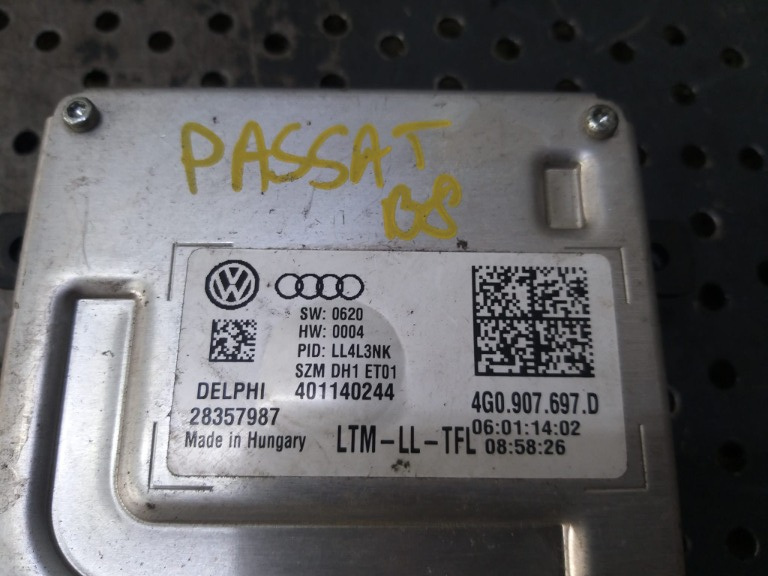 PASSAT
B8
SW: 0620
HW: 0004
PID: LL4L3NK
SZM DH1 ET01
DELPHI 401140244
28357987
Made in Hungary
LTM-LL-TFL
4G0.907.697.D
06:01:14:02
08:58:26